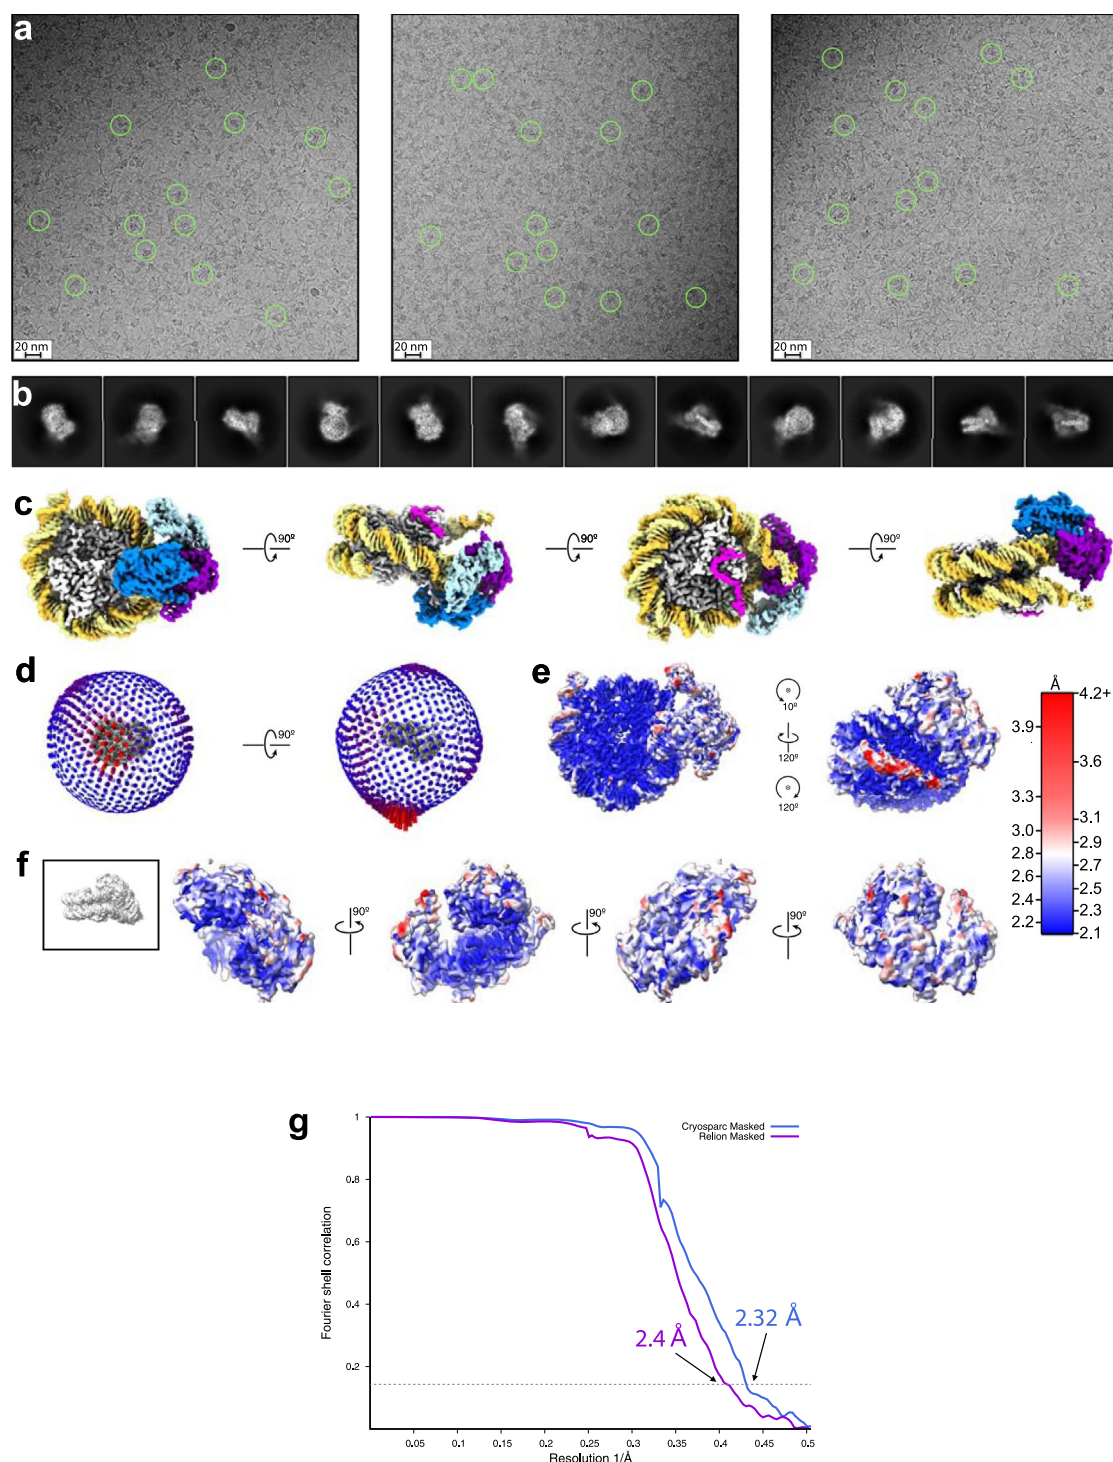 a
20 nm
20 nm
20 nm
b
c
90º
90º
90º
d
90º
e
10º
120º
120º
Å
4.2+
3.9
3.6
3.3
3.1
3.0
2.9
2.8
2.7
2.6
2.5
2.4
2.3
2.2
2.1
f
90º
90º
90º
90º
g
Cryosparc Masked
Relion Masked
1
0.8
0.6
0.4
0.2
Fourier shell correlation
2.4 Å
2.32 Å
0.05
0.1
0.15
0.2
0.25
0.3
0.35
0.4
0.45
0.5
Resolution 1/Å